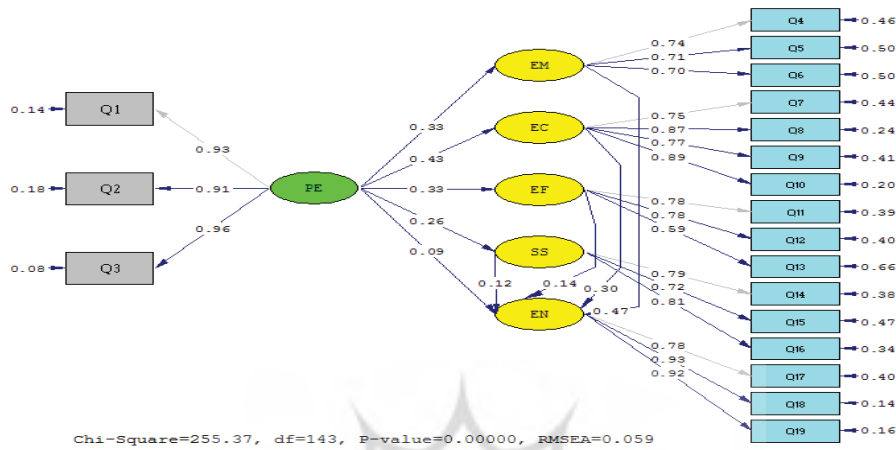 Q4 0.46
0.74
Q5 0.50
0.71
EM
0.70 Q6 0.50
Q7 0.44
0.14 Q1
0.75
0.33 EC
0.87 Q8 0.24
0.93
0.43
0.77 Q9 0.41
0.89
0.18 Q2 0.91 PE 0.33 EF
Q10 0.20
0.78 Q11 0.39
0.26
0.78
0.96
0.59 Q12 0.40
0.09 SS
0.08 Q3
Q13 0.66
0.12 0.14 0.30
0.79 Q14 0.38
0.72
EN 0.47 0.81 Q15 0.47
Q16 0.34
0.78
0.93 Q17 0.40
0.92
Q18 0.14
Q19 0.16
Chi-Square=255.37, df=143, P-value=0.00000, RMSEA=0.059